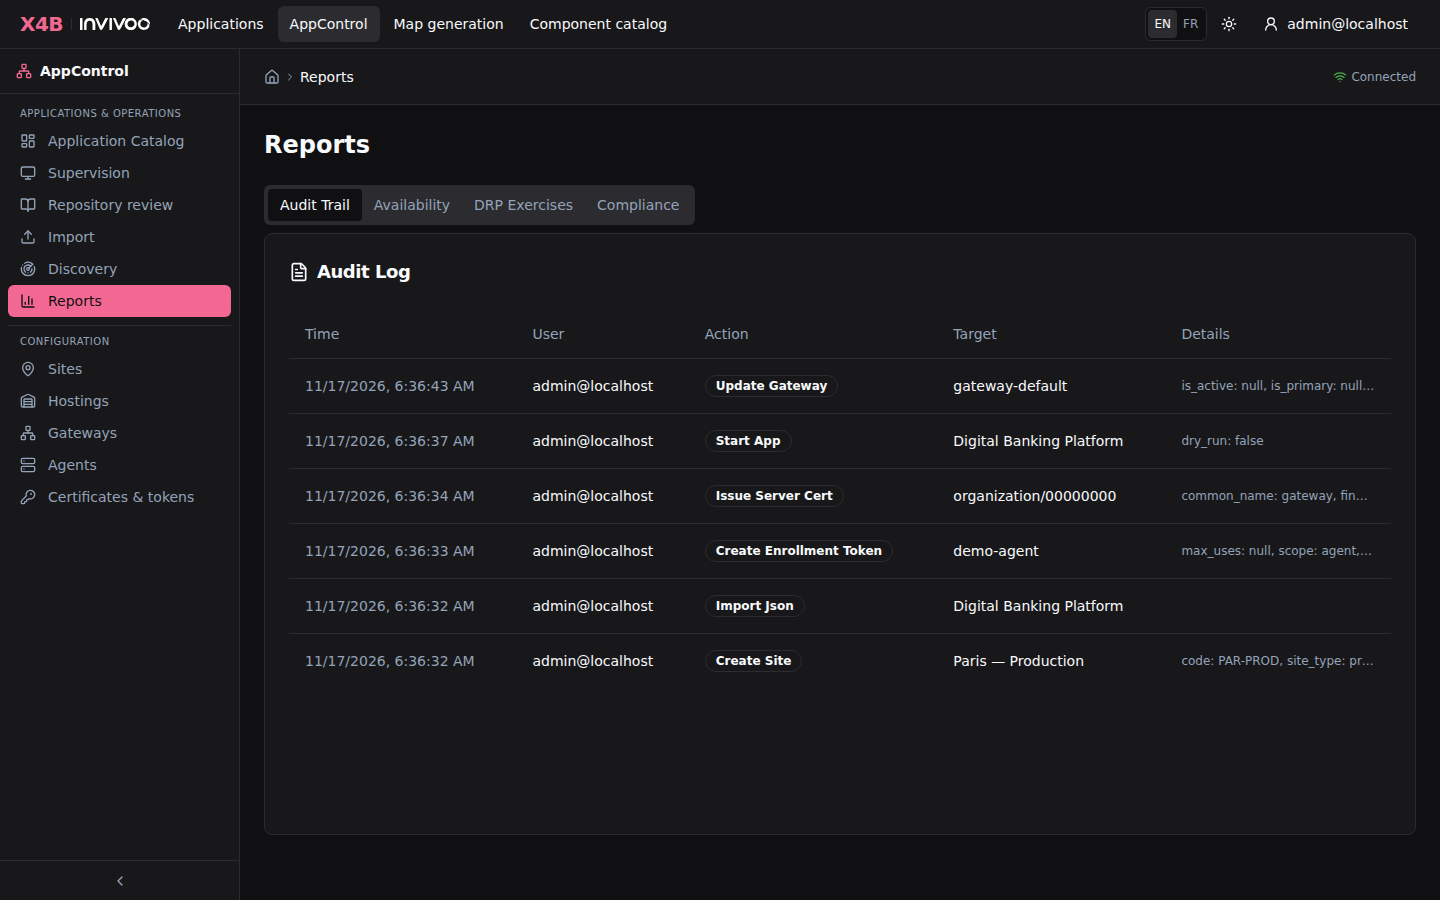 X4B INVIVOO Applications AppControl Map generation Component catalog EN FR admin@localhost
AppControl
Reports
Connected
APPLICATIONS & OPERATIONS
Application Catalog
Supervision
Repository review
Import
Discovery
Reports
CONFIGURATION
Sites
Hostings
Gateways
Agents
Certificates & tokens
Reports
Audit Trail Availability DRP Exercises Compliance
Audit Log
Time User Action Target Details
11/17/2026, 6:36:43 AM admin@localhost Update Gateway gateway-default is_active: null, is_primary: null…
11/17/2026, 6:36:37 AM admin@localhost Start App Digital Banking Platform dry_run: false
11/17/2026, 6:36:34 AM admin@localhost Issue Server Cert organization/00000000 common_name: gateway, fin…
11/17/2026, 6:36:33 AM admin@localhost Create Enrollment Token demo-agent max_uses: null, scope: agent,…
11/17/2026, 6:36:32 AM admin@localhost Import Json Digital Banking Platform
11/17/2026, 6:36:32 AM admin@localhost Create Site Paris — Production code: PAR-PROD, site_type: pr…